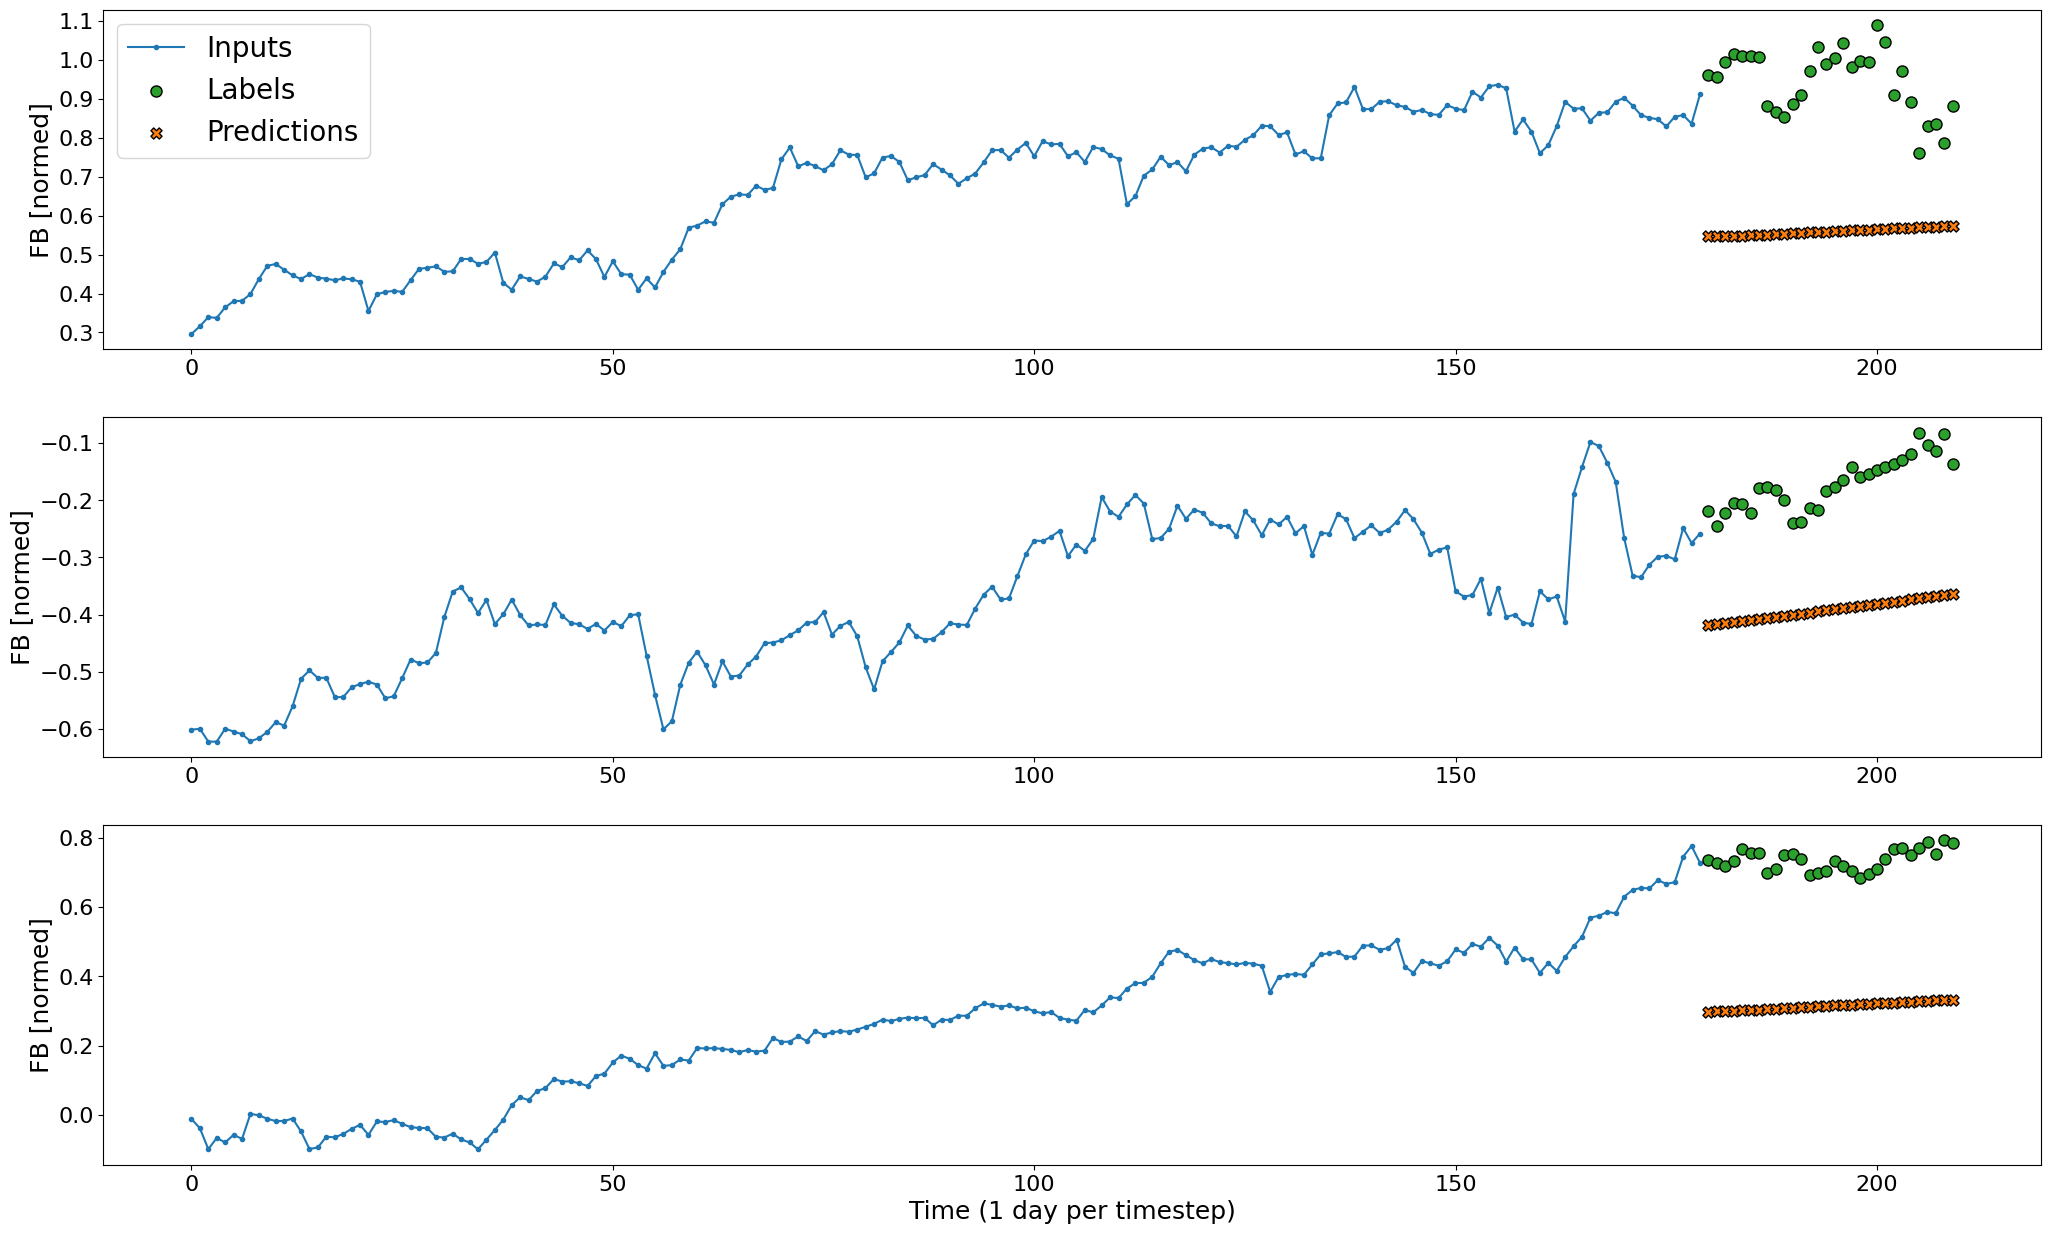 1.1
1.0
0.9
0.8
0.7
0.6
0.5
0.4
0.3
FB [normed]
Inputs
Labels
Predictions
0 50 100 150 200
−0.1
−0.2
−0.3
−0.4
−0.5
−0.6
FB [normed]
0 50 100 150 200
0.8
0.6
0.4
0.2
0.0
FB [normed]
0 50 100 150 200
Time (1 day per timestep)